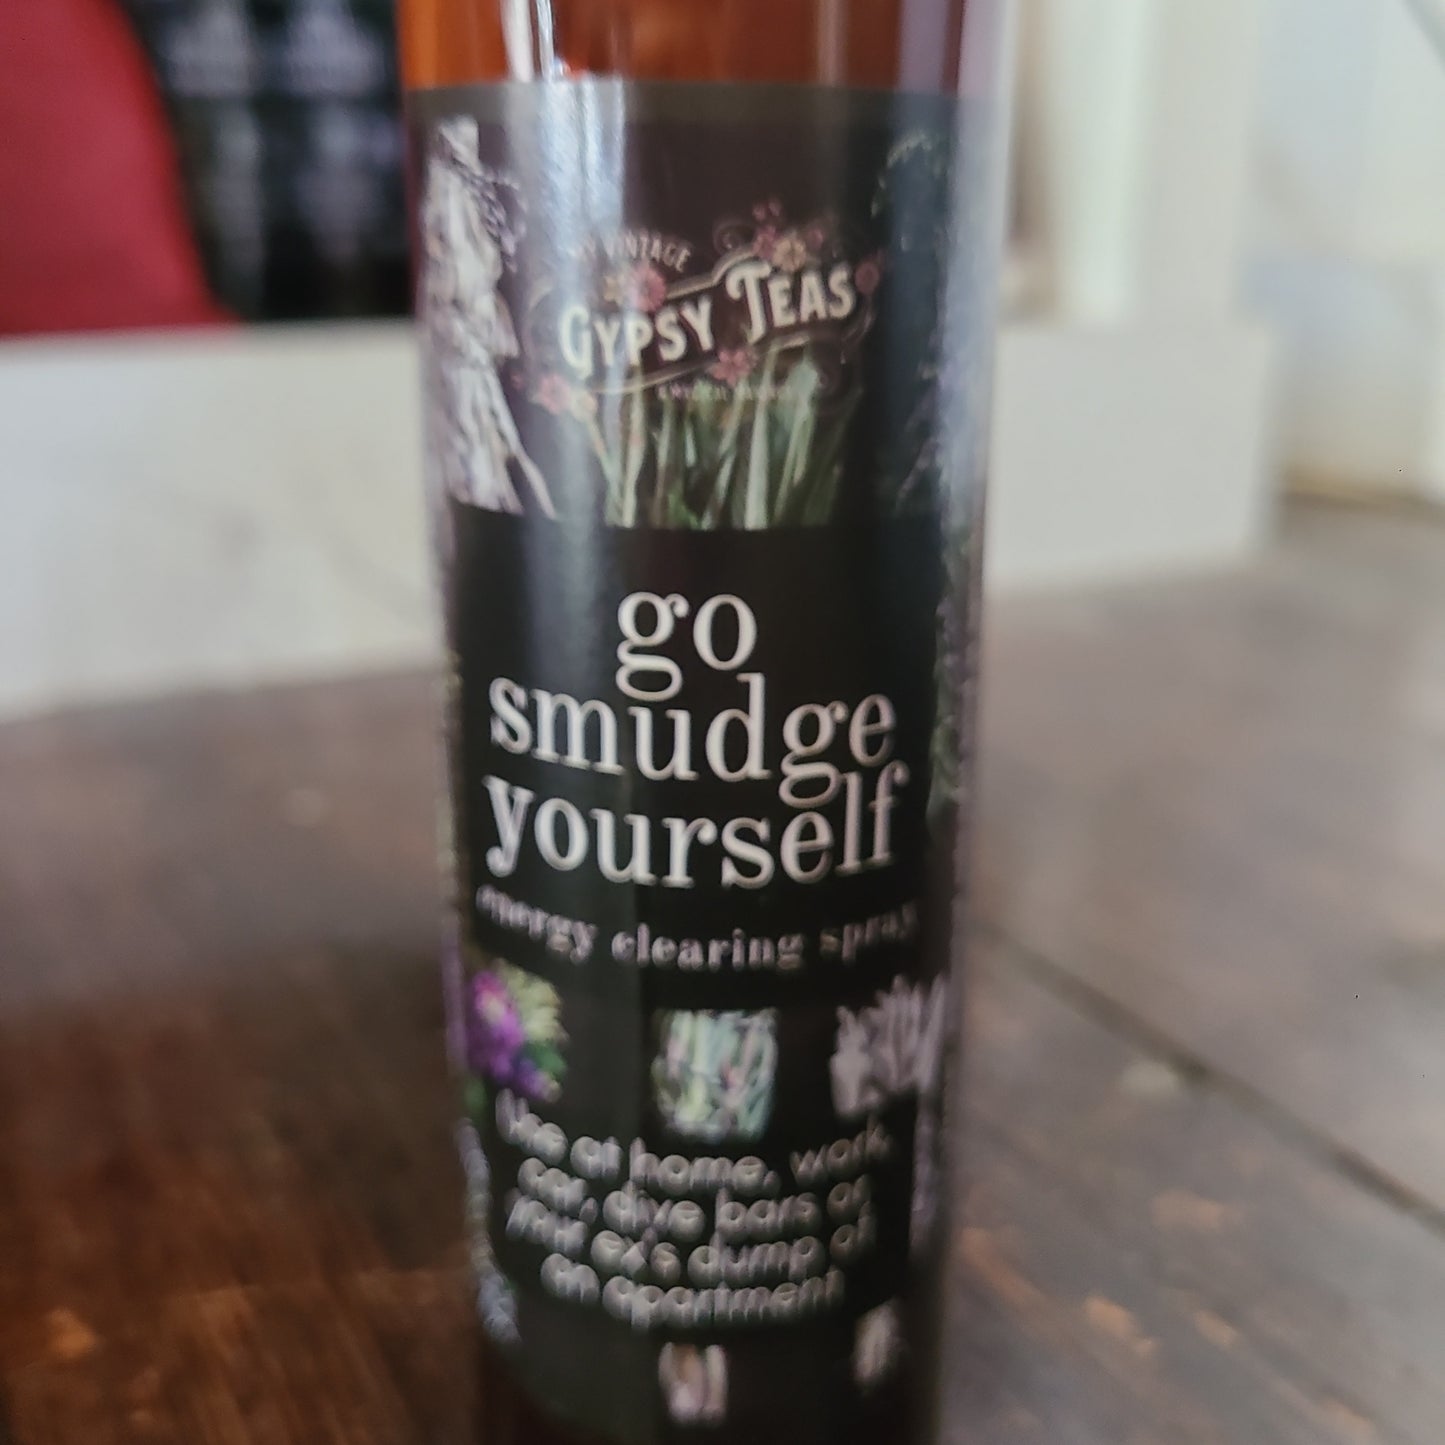 VINTAGE
GYPSY TEAS
go
smudge
yourself
energy clearing spray
Use at home, work
car, dive bars or
your ex's dump of
an apartment